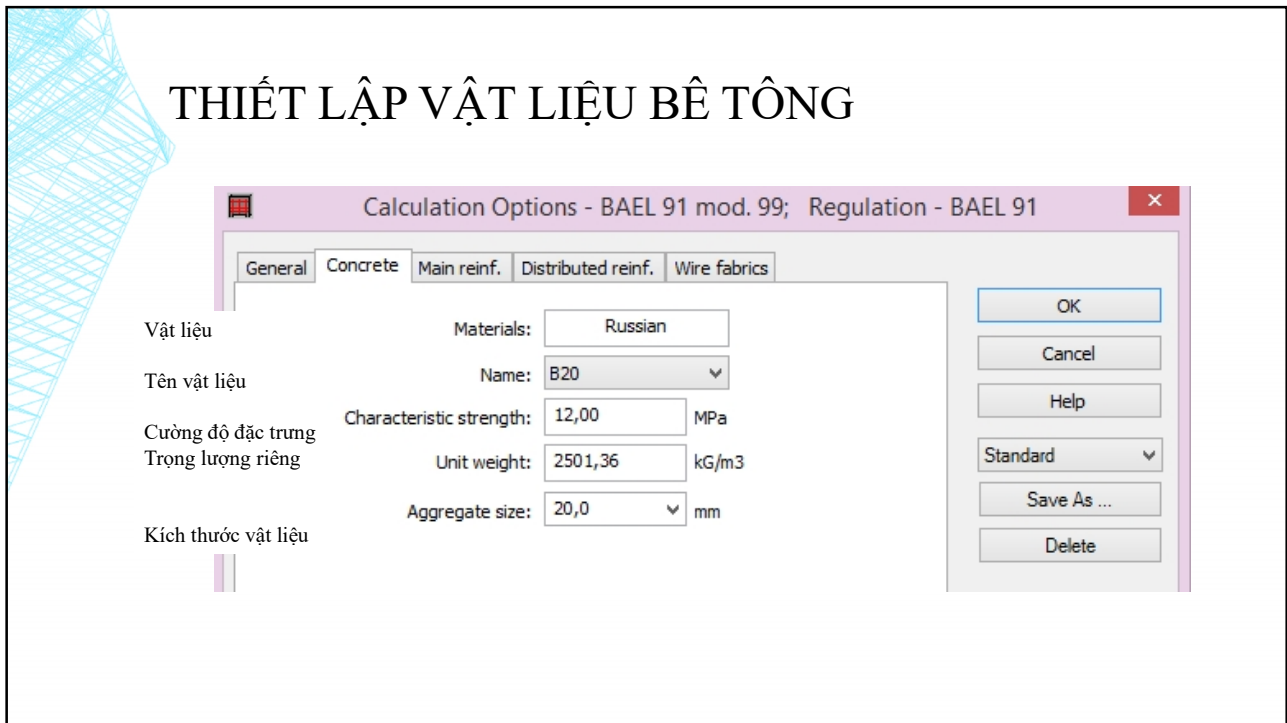 THIẾT LẬP VẬT LIỆU BÊ TÔNG
Calculation Options - BAEL 91 mod. 99; Regulation - BAEL 91
General Concrete Main reinf. Distributed reinf. Wire fabrics
Vật liệu Materials: Russian
Tên vật liệu Name: B20
Cường độ đặc trưng Characteristic strength: 12,00 MPa
Trọng lượng riêng Unit weight: 2501,36 kG/m3
Kích thước vật liệu Aggregate size: 20,0 mm
OK
Cancel
Help
Standard
Save As ...
Delete